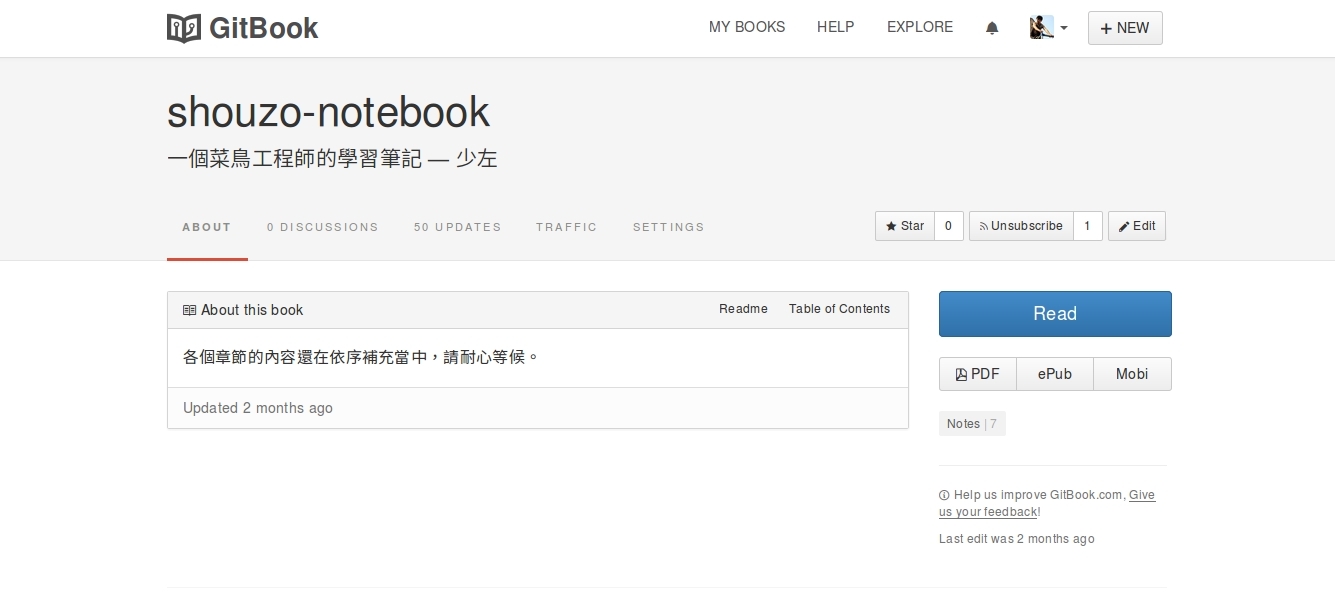 GitBook
MY BOOKS HELP EXPLORE NEW
shouzo-notebook
一個菜鳥工程師的學習筆記 — 少左
ABOUT 0 DISCUSSIONS 50 UPDATES TRAFFIC SETTINGS Star 0 Unsubscribe 1 Edit
About this book Readme Table of Contents
各個章節的內容還在依序補充當中，請耐心等候。
Updated 2 months ago
Read
PDF ePub Mobi
Notes | 7
Help us improve GitBook.com, Give
us your feedback!
Last edit was 2 months ago